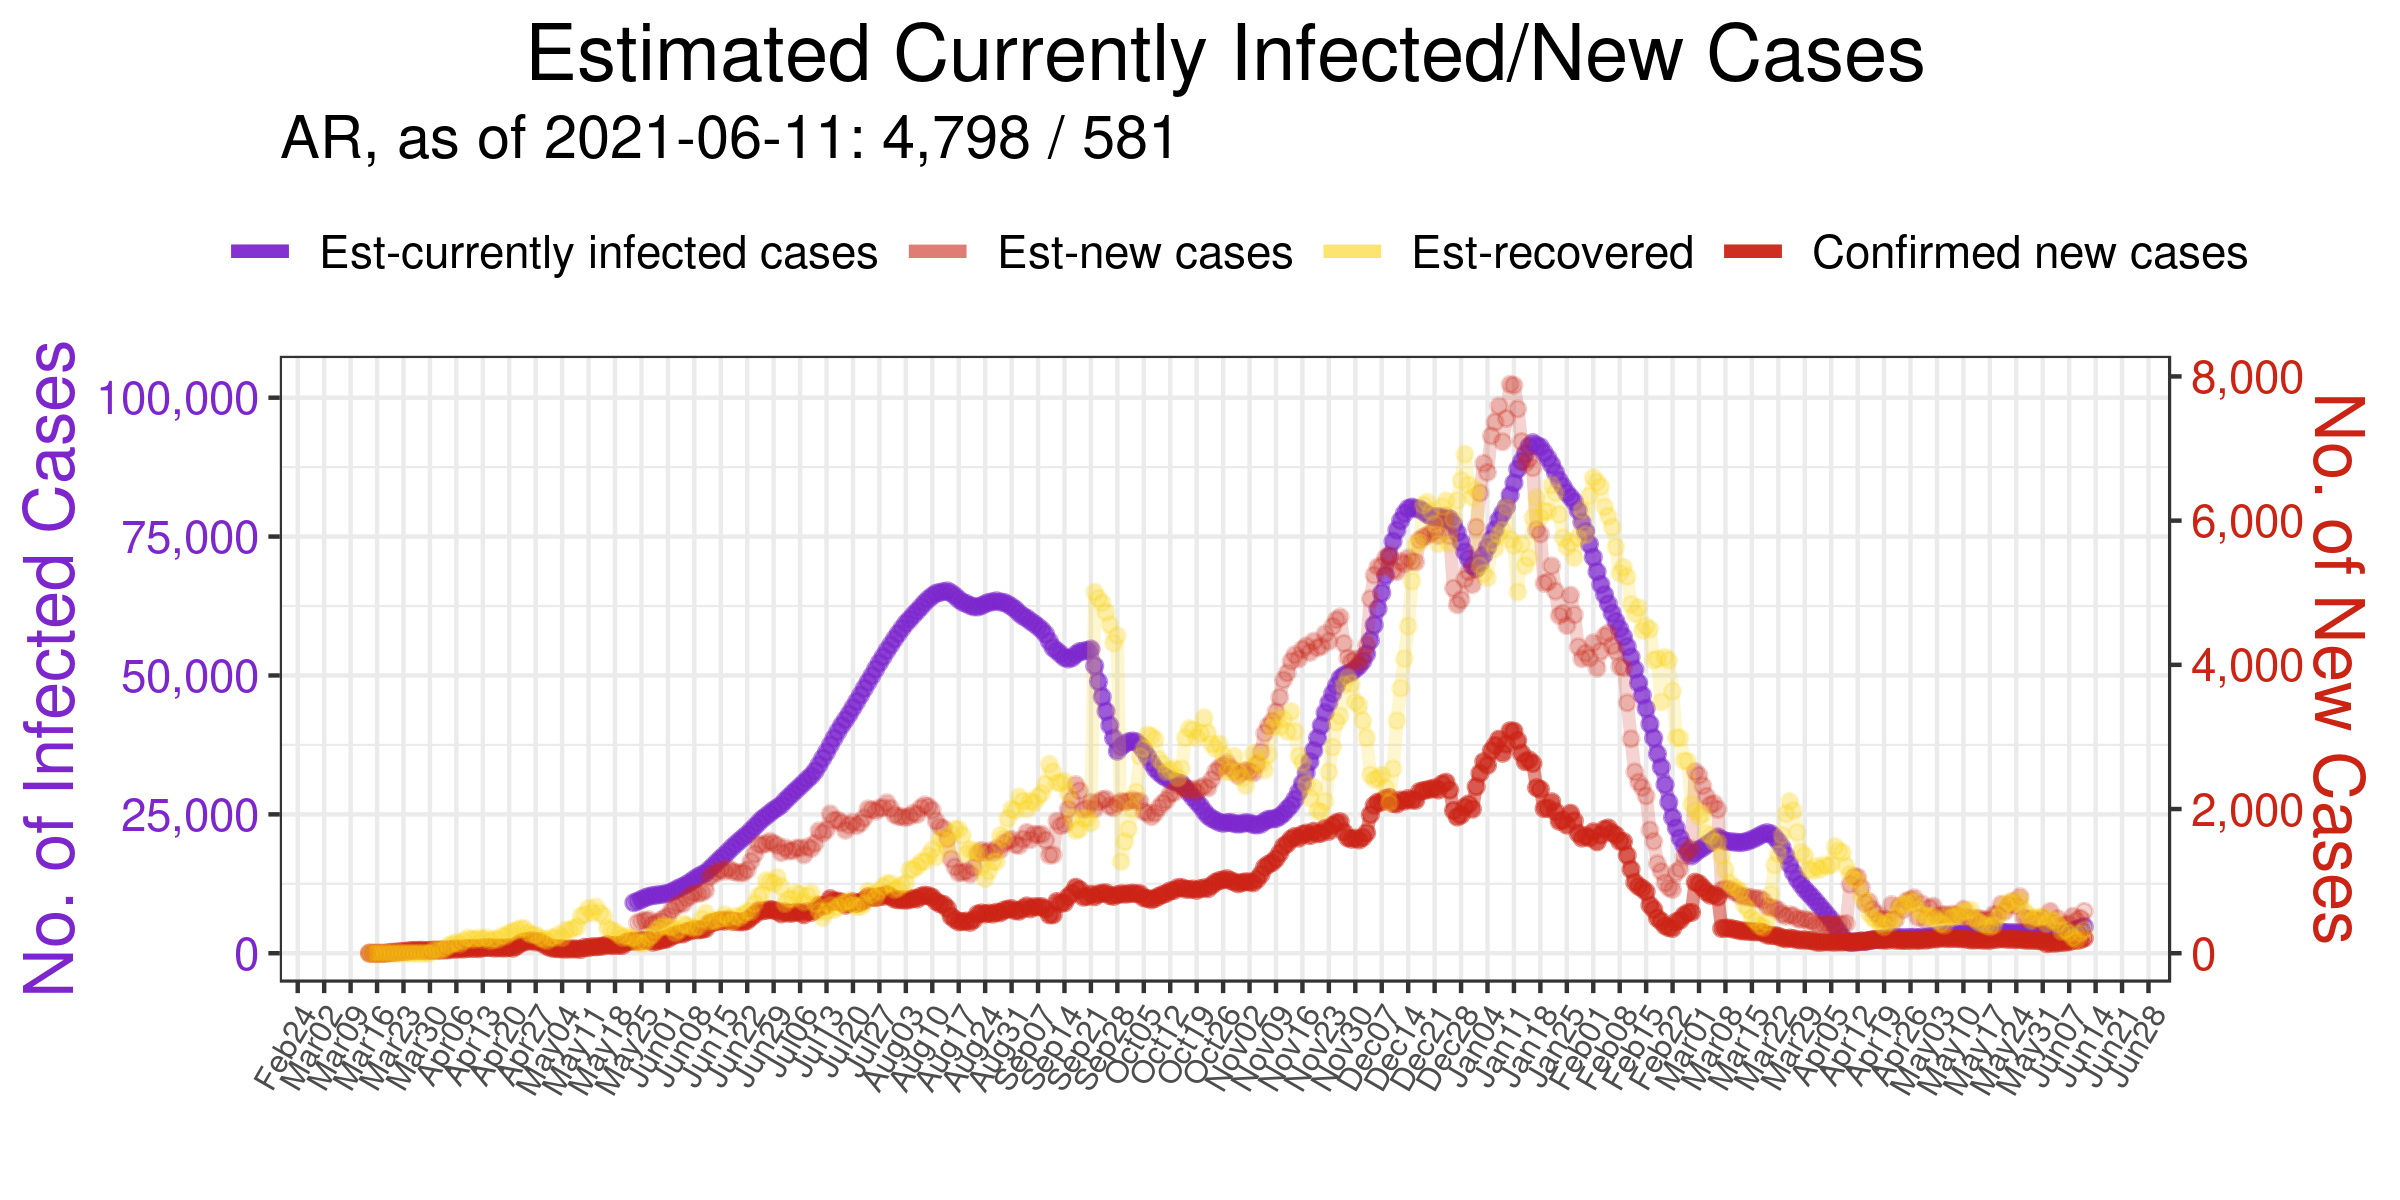 Estimated Currently Infected/New Cases
AR, as of 2021-06-11: 4,798 / 581
Est-currently infected cases Est-new cases Est-recovered Confirmed new cases
No. of Infected Cases
100,000
75,000
50,000
25,000
0
8,000
6,000
4,000
2,000
0
No. of New Cases
Feb24
Mar02
Mar09
Mar16
Mar23
Mar30
Apr06
Apr13
Apr20
Apr27
May04
May11
May18
May25
Jun01
Jun08
Jun15
Jun22
Jun29
Jul06
Jul13
Jul20
Jul27
Aug03
Aug10
Aug17
Aug24
Aug31
Sep07
Sep14
Sep21
Sep28
Oct05
Oct12
Oct19
Oct26
Nov02
Nov09
Nov16
Nov23
Nov30
Dec07
Dec14
Dec21
Dec28
Jan04
Jan11
Jan18
Jan25
Feb01
Feb08
Feb15
Feb22
Mar01
Mar08
Mar15
Mar22
Mar29
Apr05
Apr12
Apr19
Apr26
May03
May10
May17
May24
May31
Jun07
Jun14
Jun21
Jun28